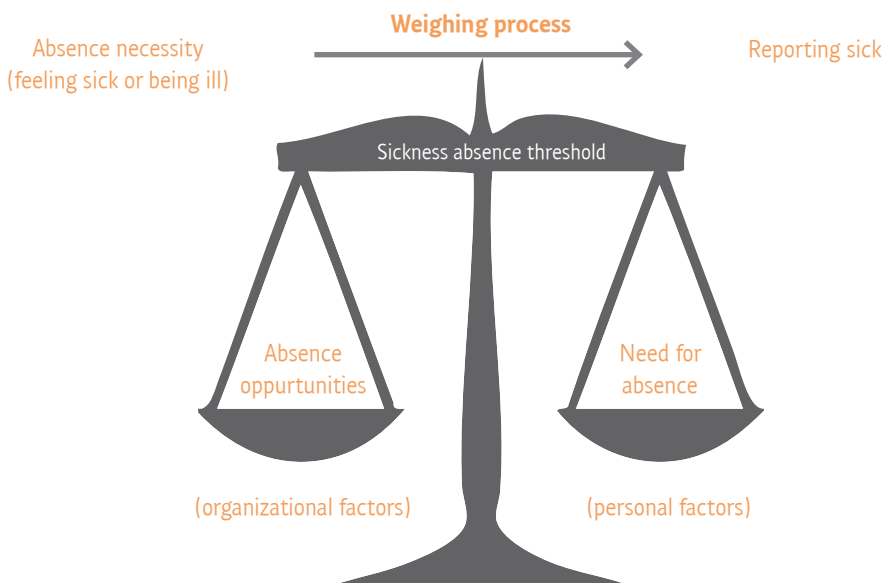 Weighing process
Absence necessity
(feeling sick or being ill)
Reporting sick
Sickness absence threshold
Absence
oppurtunities
Need for
absence
(organizational factors)
(personal factors)